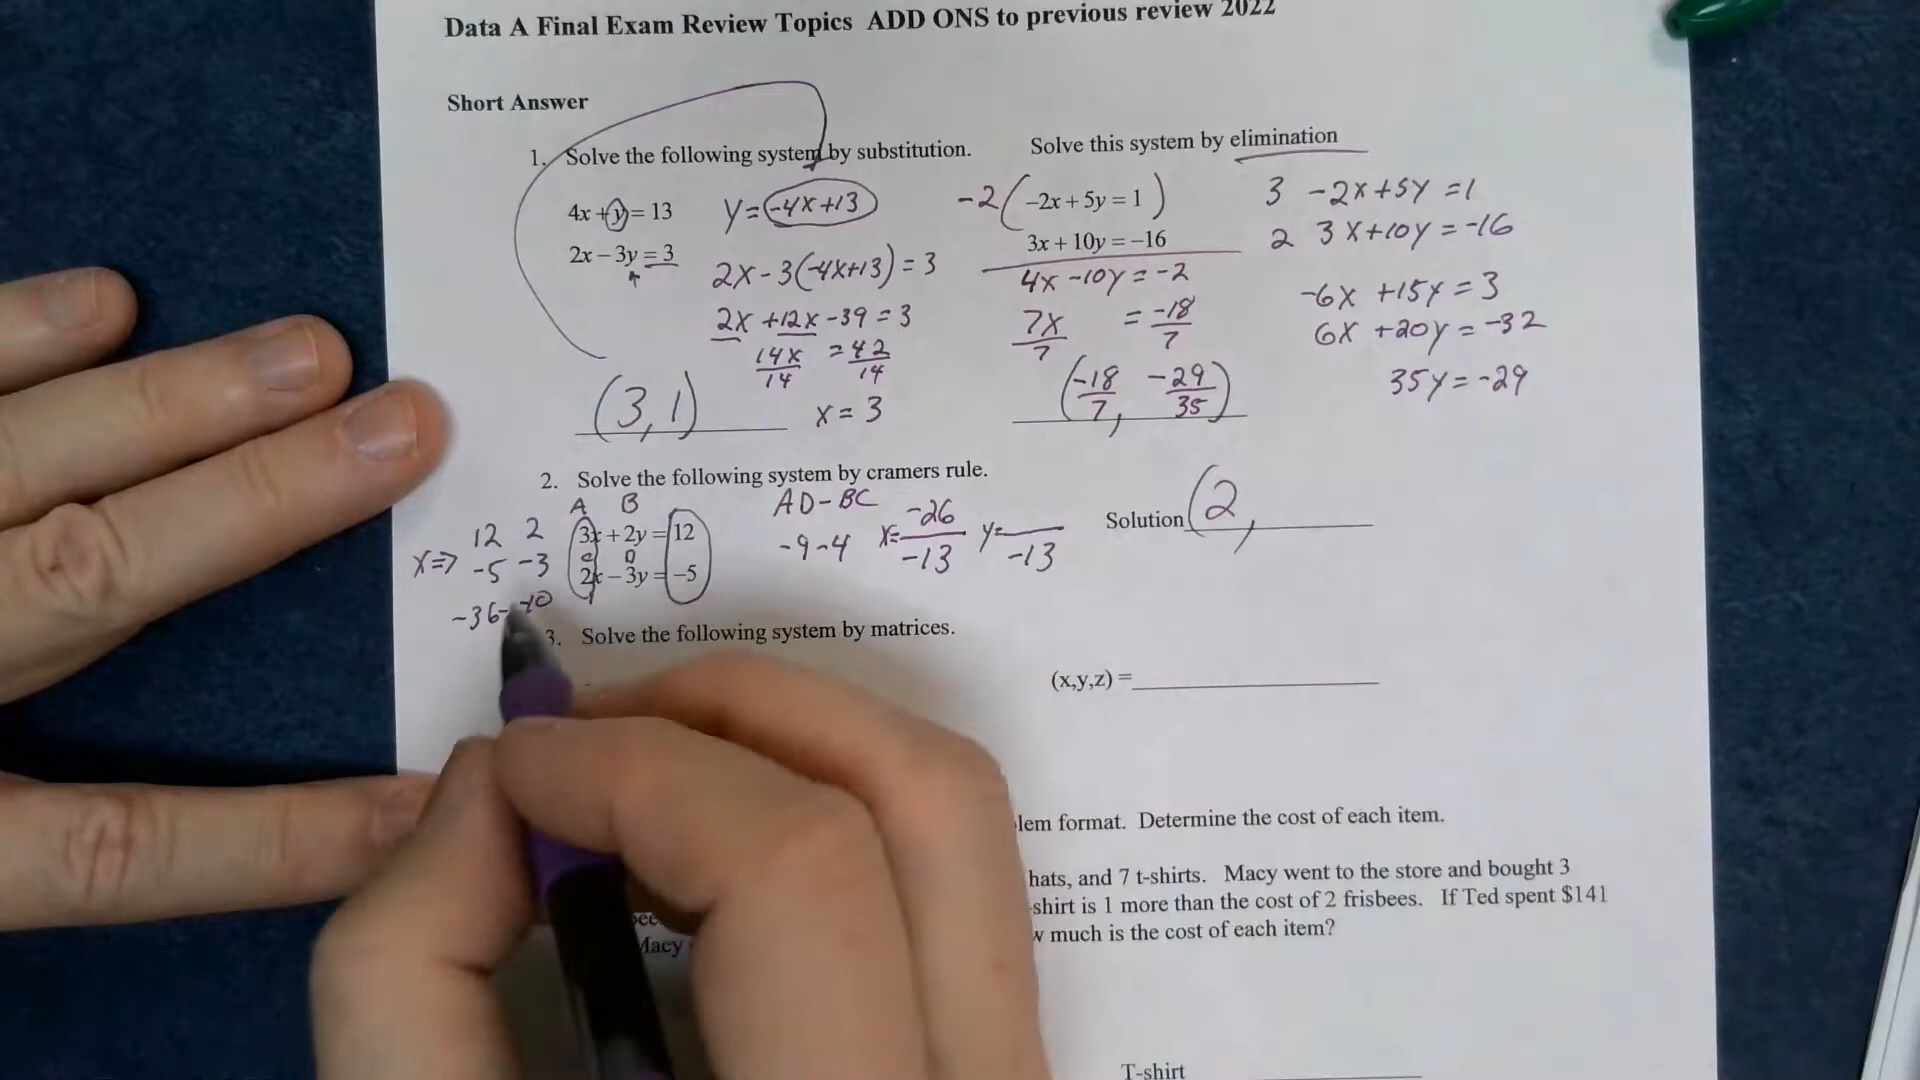 Data A Final Exam Review Topics ADD ONS to previous review 2022
Short Answer
1. Solve the following system by substitution.
4x + y = 13
2x – 3y = 3
y = -4x+13
2x - 3(-4x+13) = 3
2x +12x -39 = 3
14x = 42
14 14
x = 3
(3, 1)
Solve this system by elimination
-2( -2x + 5y = 1 )
3x + 10y = –16
4x -10y = -2
7x = -18
7 7
(-18/7, -29/35)
3 -2x+5y = 1
2 3x+10y = -16
-6x +15y = 3
6x +20y = -32
35y = -29
2. Solve the following system by cramers rule.
A B
3x + 2y = 12
C D
2x – 3y = –5
x⇒ 12 2
-5 -3
-36 - -10
AD - BC
-9 -4
x = -26/-13 y = /-13
Solution (2,
3. Solve the following system by matrices.
(x,y,z) =
lem format. Determine the cost of each item.
hats, and 7 t-shirts. Macy went to the store and bought 3
shirt is 1 more than the cost of 2 frisbees. If Ted spent $141
Macy
w much is the cost of each item?
T-shirt